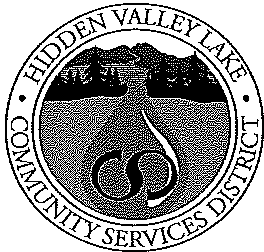 HIDDEN VALLEY LAKE
COMMUNITY SERVICES DISTRICT
CSD